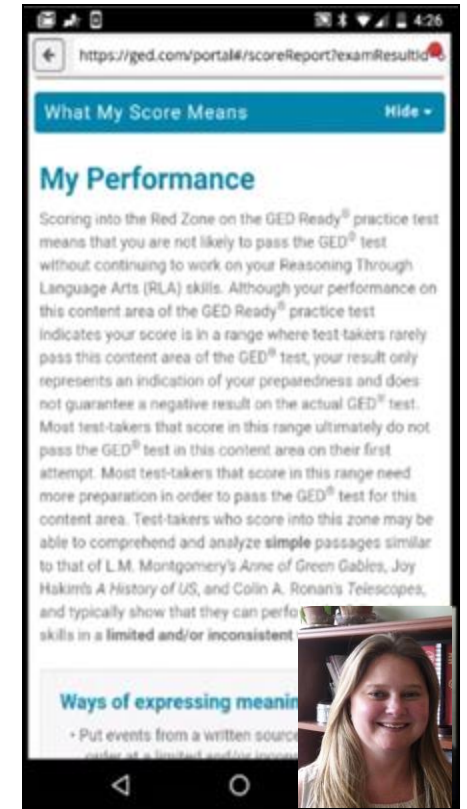 4:26
https://ged.com/portal#/scoreReport?examResultId
What My Score Means
Hide
My Performance
Scoring into the Red Zone on the GED Ready® practice test
means that you are not likely to pass the GED® test
without continuing to work on your Reasoning Through
Language Arts (RLA) skills. Although your performance on
this content area of the GED Ready® practice test
indicates your score is in a range where test-takers rarely
pass this content area of the GED® test, your result only
represents an indication of your preparedness and does
not guarantee a negative result on the actual GED® test.
Most test-takers that score in this range ultimately do not
pass the GED® test in this content area on their first
attempt. Most test-takers that score in this range need
more preparation in order to pass the GED® test for this
content area. Test-takers who score into this zone may be
able to comprehend and analyze simple passages similar
to that of L.M. Montgomery's Anne of Green Gables, Joy
Hakim's A History of US, and Colin A. Ronan's Telescopes,
and typically show that they can perfo
skills in a limited and/or inconsistent
Ways of expressing meanin
• Put events from a written source
order at a limited and/or